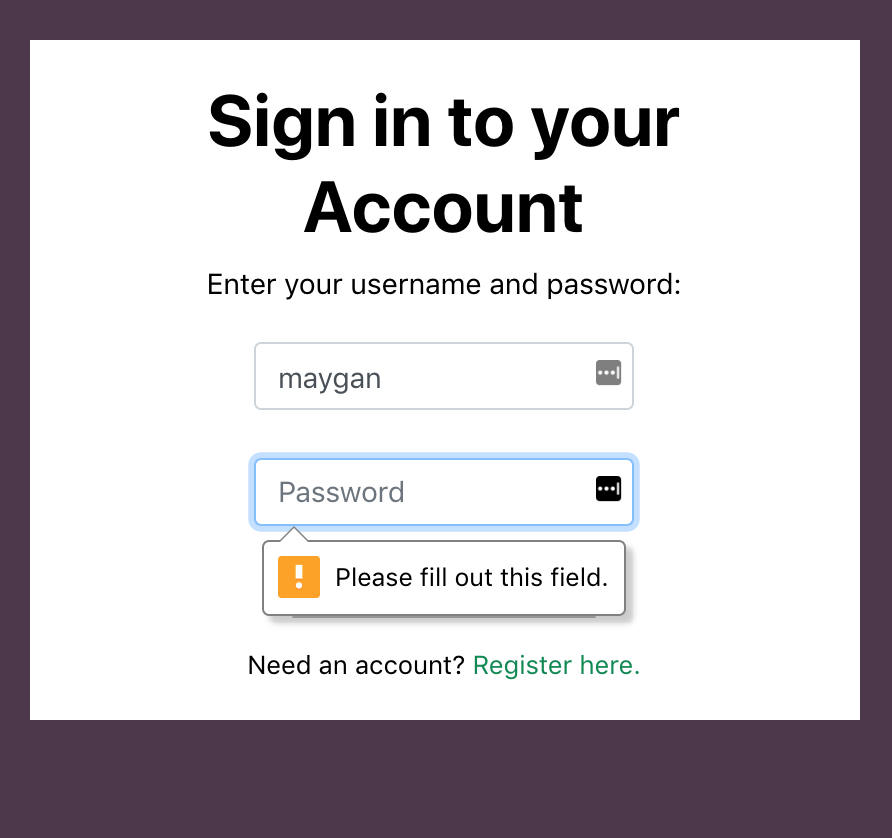 Sign in to your
Account
Enter your username and password:
maygan
Password
Please fill out this field.
Need an account? Register here.